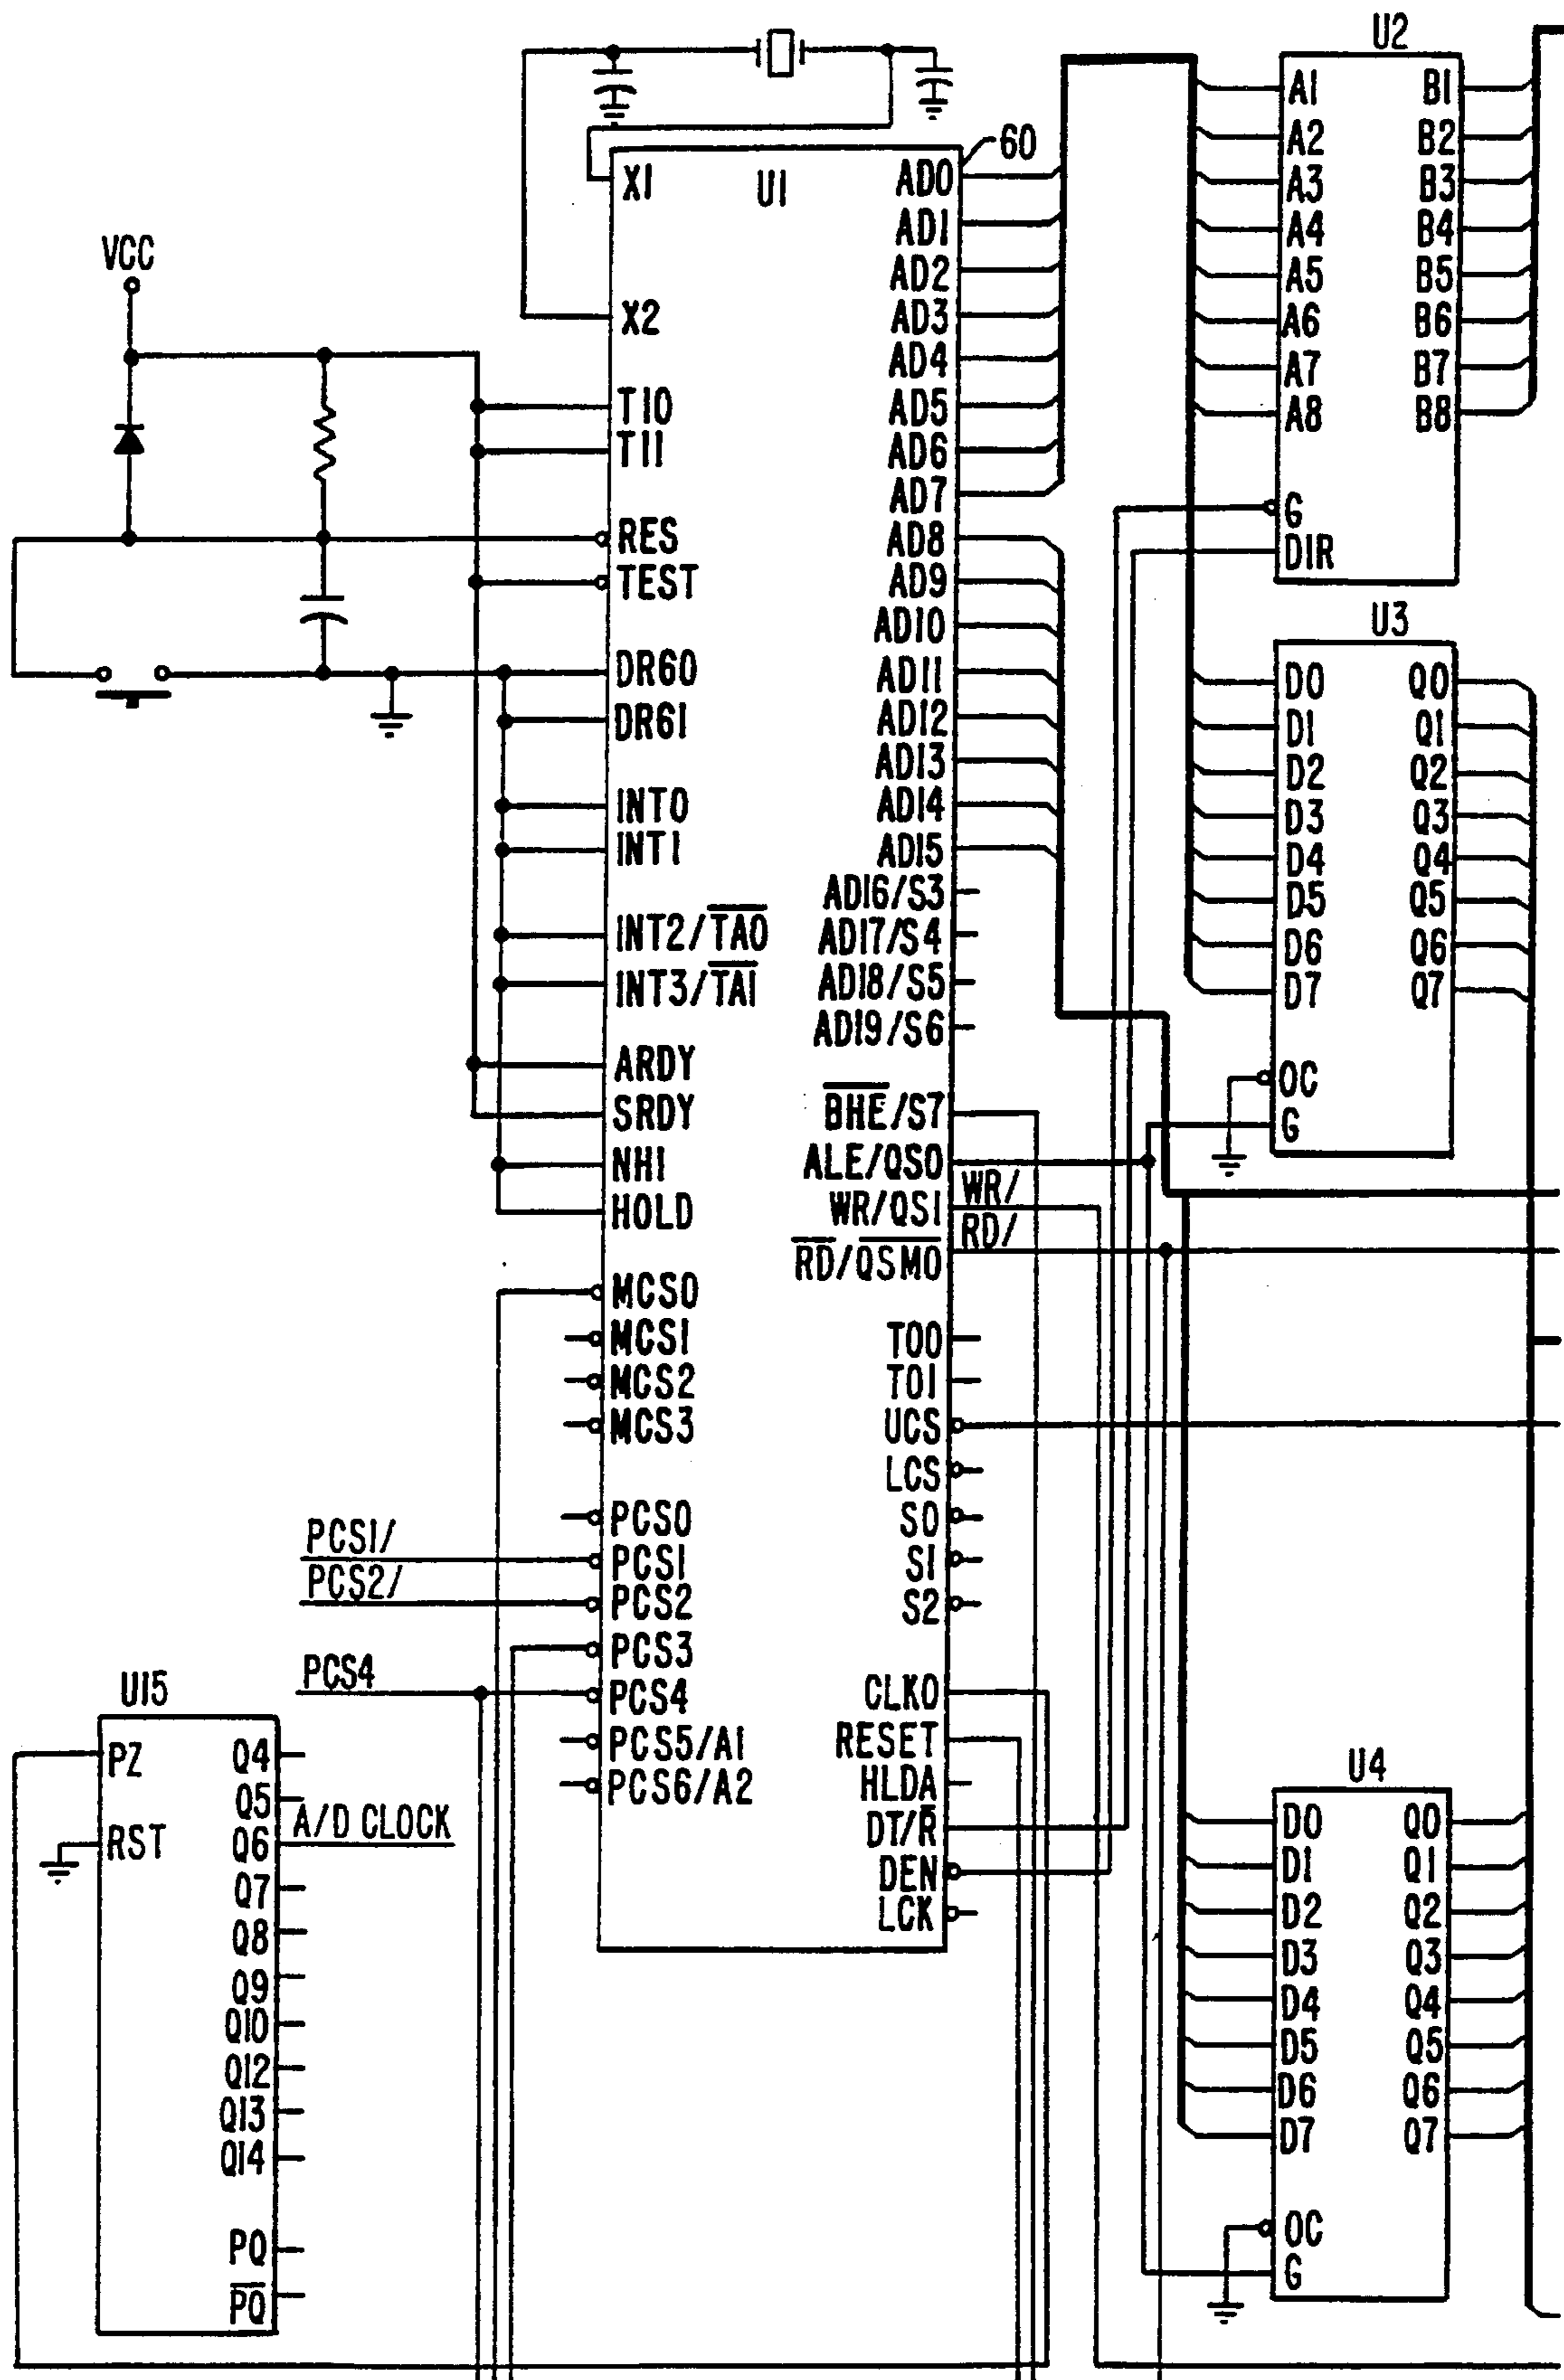 VCC
60
U1
X1
X2
TI0
TI1
RES
TEST
DR60
DR61
INT0
INT1
INT2/T̅A̅0̅
INT3/T̅A̅1̅
ARDY
SRDY
NHI
HOLD
MCS0
MCS1
MCS2
MCS3
PCS0
PCS1/
PCS1
PCS2/
PCS2
PCS3
PCS4
PCS4
PCS5/A1
PCS6/A2
AD0
AD1
AD2
AD3
AD4
AD5
AD6
AD7
AD8
AD9
AD10
AD11
AD12
AD13
AD14
AD15
AD16/S3
AD17/S4
AD18/S5
AD19/S6
B̅H̅E̅/S7
ALE/QS0
WR/QS1
WR/
R̅D̅/Q̅S̅M̅0̅
RD/
T00
T01
UCS
LCS
S0
S1
S2
CLKO
RESET
HLDA
DT/R̅
DEN
LCK
U2
A1
A2
A3
A4
A5
A6
A7
A8
B1
B2
B3
B4
B5
B6
B7
B8
G
DIR
U3
D0
D1
D2
D3
D4
D5
D6
D7
Q0
Q1
Q2
Q3
Q4
Q5
Q6
Q7
OC
G
U15
PZ
RST
Q4
Q5
Q6
A/D CLOCK
Q7
Q8
Q9
Q10
Q12
Q13
Q14
PQ
P̅Q̅
U4
D0
D1
D2
D3
D4
D5
D6
D7
Q0
Q1
Q2
Q3
Q4
Q5
Q6
Q7
OC
G